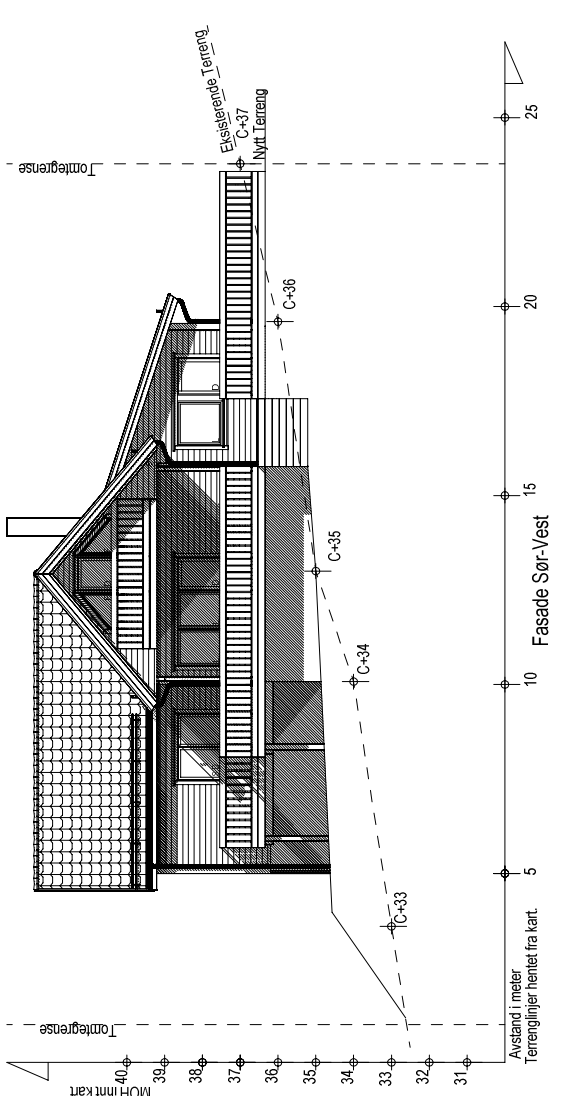 Eksisterende Terreng
C+37
Nytt Terreng
Tomtegrense
C+36
C+35
C+34
C+33
Tomtegrense
MOH innt kart
40
39
38
37
36
35
34
33
32
31
5
10
15
20
25
Fasade Sør-Vest
Avstand i meter
Terrenglinjer hentet fra kart.